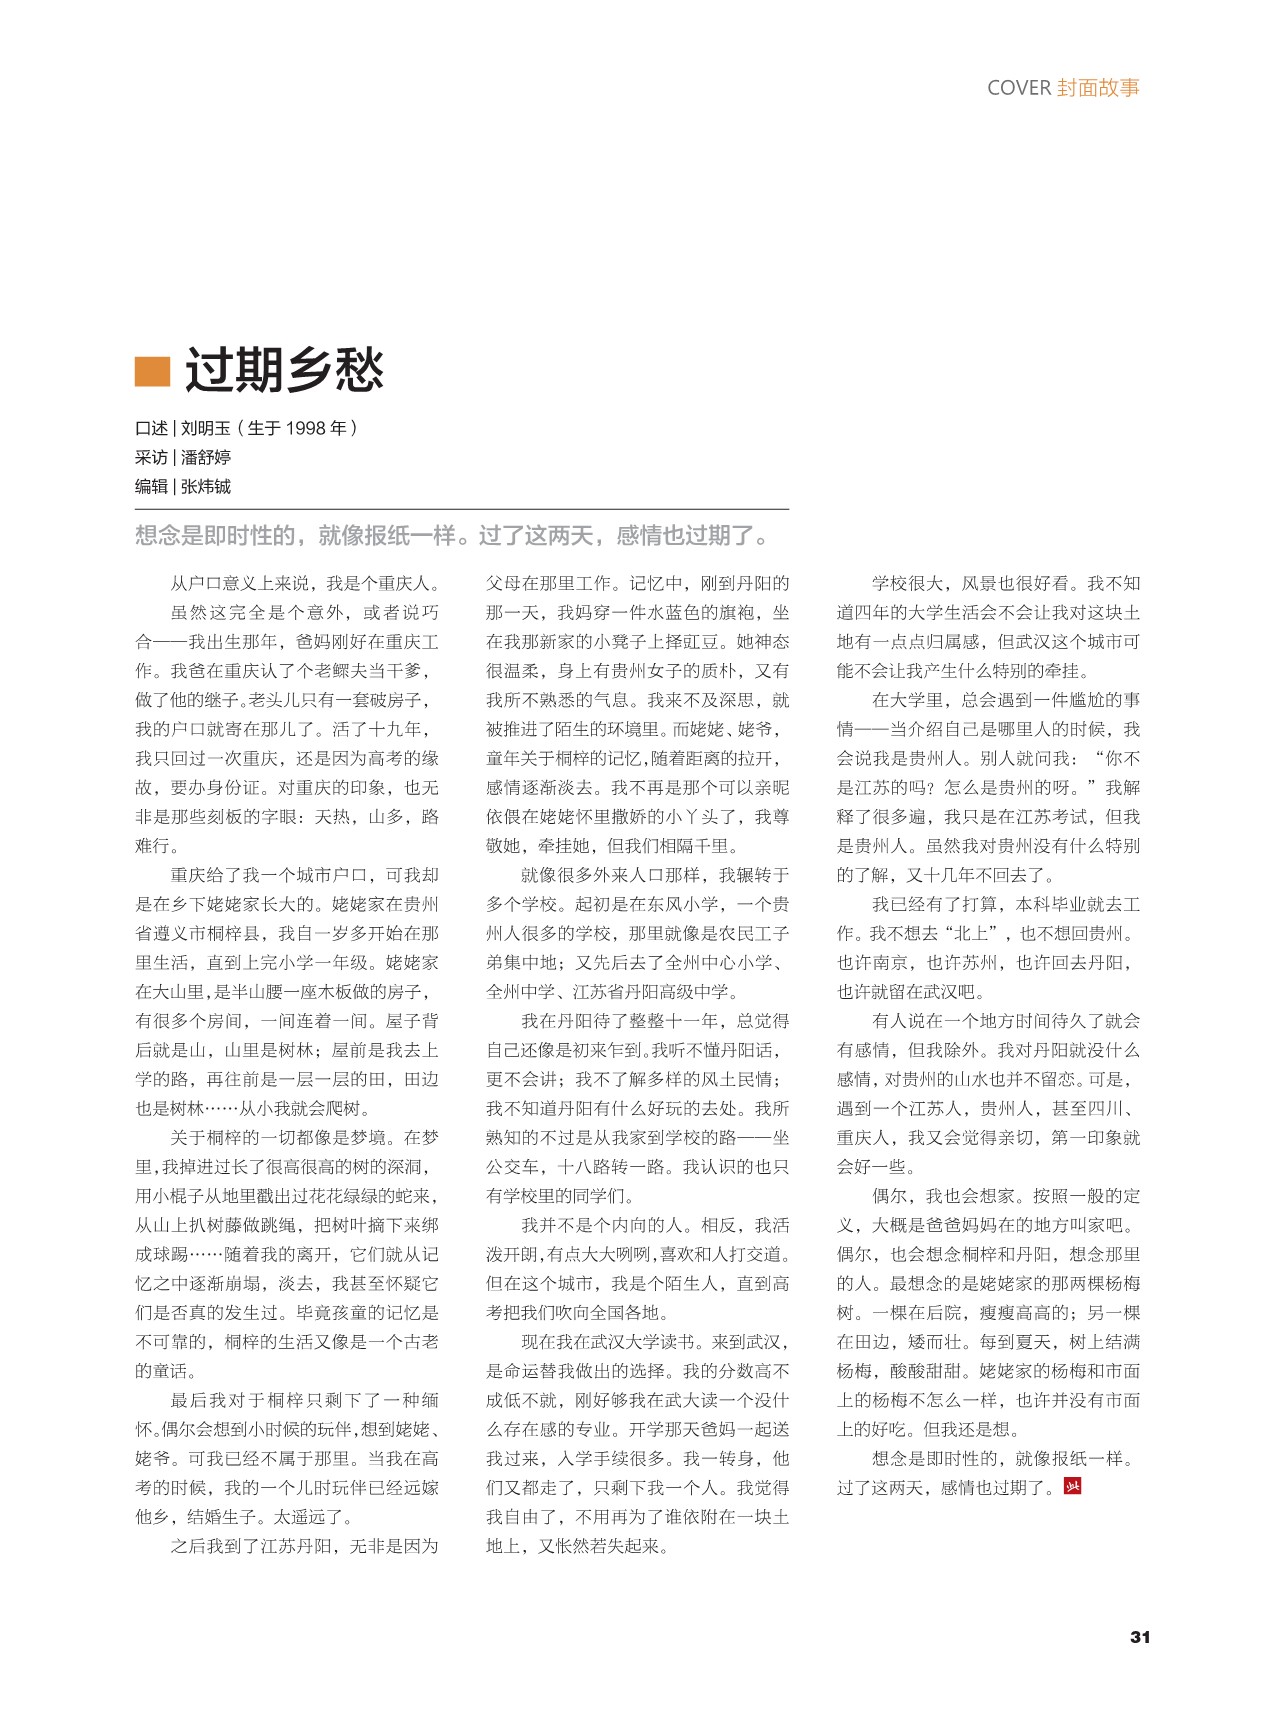 COVER 封面故事
过期乡愁
口述 | 刘明玉（生于 1998 年）
采访 | 潘舒婷
编辑 | 张炜铖
想念是即时性的，就像报纸一样。过了这两天，感情也过期了。
从户口意义上来说，我是个重庆人。
虽然这完全是个意外，或者说巧
合——我出生那年，爸妈刚好在重庆工
作。我爸在重庆认了个老鳏夫当干爹，
做了他的继子。老头儿只有一套破房子，
我的户口就寄在那儿了。活了十九年，
我只回过一次重庆，还是因为高考的缘
故，要办身份证。对重庆的印象，也无
非是那些刻板的字眼：天热，山多，路
难行。
重庆给了我一个城市户口，可我却
是在乡下姥姥家长大的。姥姥家在贵州
省遵义市桐梓县，我自一岁多开始在那
里生活，直到上完小学一年级。姥姥家
在大山里，是半山腰一座木板做的房子，
有很多个房间，一间连着一间。屋子背
后就是山，山里是树林；屋前是我去上
学的路，再往前是一层一层的田，田边
也是树林……从小我就会爬树。
关于桐梓的一切都像是梦境。在梦
里，我掉进过长了很高很高的树的深洞，
用小棍子从地里戳出过花花绿绿的蛇来，
从山上扒树藤做跳绳，把树叶摘下来绑
成球踢……随着我的离开，它们就从记
忆之中逐渐崩塌，淡去，我甚至怀疑它
们是否真的发生过。毕竟孩童的记忆是
不可靠的，桐梓的生活又像是一个古老
的童话。
最后我对于桐梓只剩下了一种缅
怀。偶尔会想到小时候的玩伴，想到姥姥、
姥爷。可我已经不属于那里。当我在高
考的时候，我的一个儿时玩伴已经远嫁
他乡，结婚生子。太遥远了。
之后我到了江苏丹阳，无非是因为
父母在那里工作。记忆中，刚到丹阳的
那一天，我妈穿一件水蓝色的旗袍，坐
在我那新家的小凳子上择豇豆。她神态
很温柔，身上有贵州女子的质朴，又有
我所不熟悉的气息。我来不及深思，就
被推进了陌生的环境里。而姥姥、姥爷，
童年关于桐梓的记忆，随着距离的拉开，
感情逐渐淡去。我不再是那个可以亲昵
依偎在姥姥怀里撒娇的小丫头了，我尊
敬她，牵挂她，但我们相隔千里。
就像很多外来人口那样，我辗转于
多个学校。起初是在东风小学，一个贵
州人很多的学校，那里就像是农民工子
弟集中地；又先后去了全州中心小学、
全州中学、江苏省丹阳高级中学。
我在丹阳待了整整十一年，总觉得
自己还像是初来乍到。我听不懂丹阳话，
更不会讲；我不了解多样的风土民情；
我不知道丹阳有什么好玩的去处。我所
熟知的不过是从我家到学校的路——坐
公交车，十八路转一路。我认识的也只
有学校里的同学们。
我并不是个内向的人。相反，我活
泼开朗，有点大大咧咧，喜欢和人打交道。
但在这个城市，我是个陌生人，直到高
考把我们吹向全国各地。
现在我在武汉大学读书。来到武汉，
是命运替我做出的选择。我的分数高不
成低不就，刚好够我在武大读一个没什
么存在感的专业。开学那天爸妈一起送
我过来，入学手续很多。我一转身，他
们又都走了，只剩下我一个人。我觉得
我自由了，不用再为了谁依附在一块土
地上，又怅然若失起来。
学校很大，风景也很好看。我不知
道四年的大学生活会不会让我对这块土
地有一点点归属感，但武汉这个城市可
能不会让我产生什么特别的牵挂。
在大学里，总会遇到一件尴尬的事
情——当介绍自己是哪里人的时候，我
会说我是贵州人。别人就问我：“你不
是江苏的吗？怎么是贵州的呀。”我解
释了很多遍，我只是在江苏考试，但我
是贵州人。虽然我对贵州没有什么特别
的了解，又十几年不回去了。
我已经有了打算，本科毕业就去工
作。我不想去“北上”，也不想回贵州。
也许南京，也许苏州，也许回去丹阳，
也许就留在武汉吧。
有人说在一个地方时间待久了就会
有感情，但我除外。我对丹阳就没什么
感情，对贵州的山水也并不留恋。可是，
遇到一个江苏人，贵州人，甚至四川、
重庆人，我又会觉得亲切，第一印象就
会好一些。
偶尔，我也会想家。按照一般的定
义，大概是爸爸妈妈在的地方叫家吧。
偶尔，也会想念桐梓和丹阳，想念那里
的人。最想念的是姥姥家的那两棵杨梅
树。一棵在后院，瘦瘦高高的；另一棵
在田边，矮而壮。每到夏天，树上结满
杨梅，酸酸甜甜。姥姥家的杨梅和市面
上的杨梅不怎么一样，也许并没有市面
上的好吃。但我还是想。
想念是即时性的，就像报纸一样。
过了这两天，感情也过期了。
31